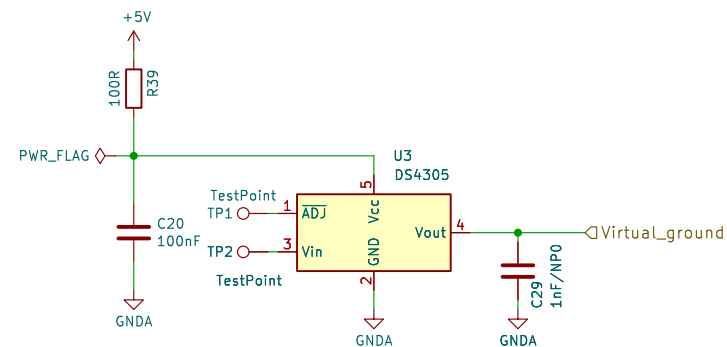 +5V
100R
R39
PWR_FLAG
U3
DS4305
TestPoint
TP1
1
ADJ
5
Vcc
C20
100nF
TP2
3
Vin
GND
Vout
4
Virtual_ground
TestPoint
2
C29
1nF/NP0
GNDA
GNDA
GNDA